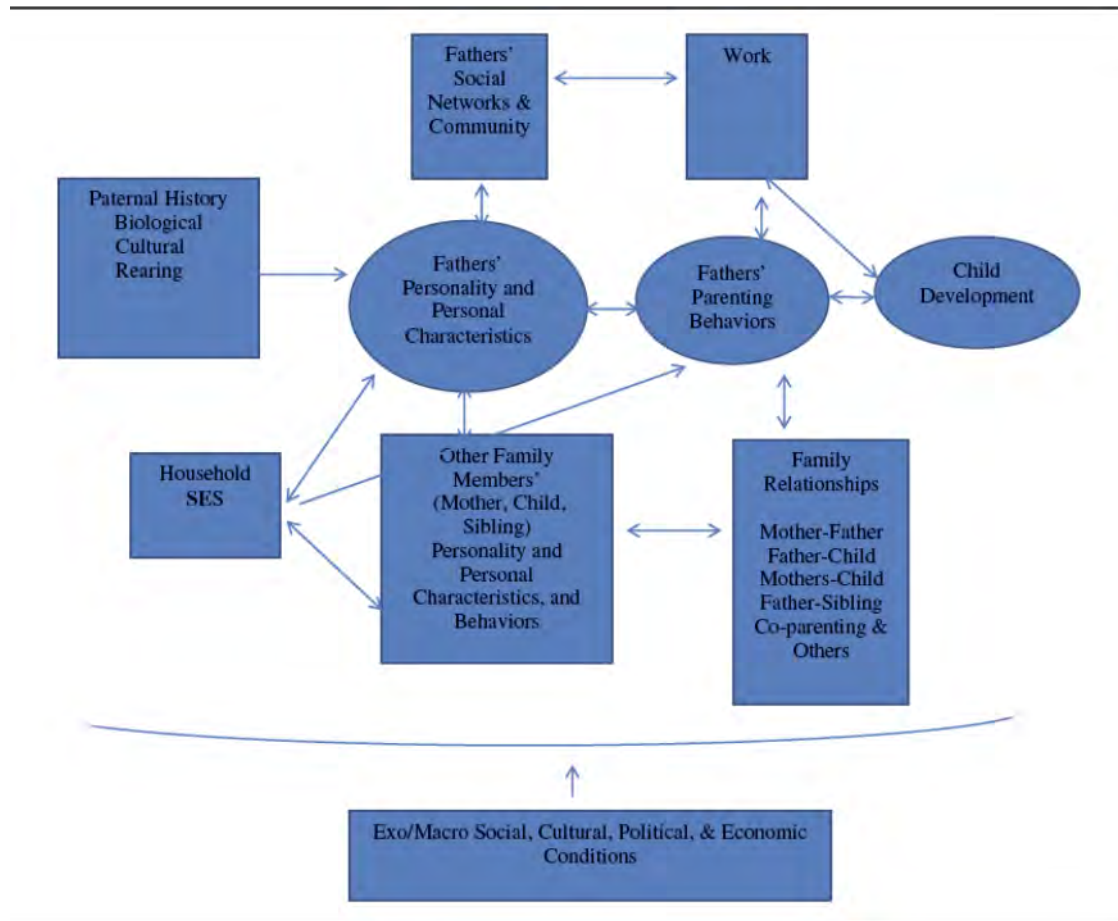 Fathers'
Social
Networks &
Community
Work
Paternal History
Biological
Cultural
Rearing
Fathers'
Personality and
Personal
Characteristics
Fathers'
Parenting
Behaviors
Child
Development
Household
SES
Other Family
Members'
(Mother, Child,
Sibling)
Personality and
Personal
Characteristics, and
Behaviors
Family
Relationships
Mother-Father
Father-Child
Mothers-Child
Father-Sibling
Co-parenting &
Others
Exo/Macro Social, Cultural, Political, & Economic
Conditions